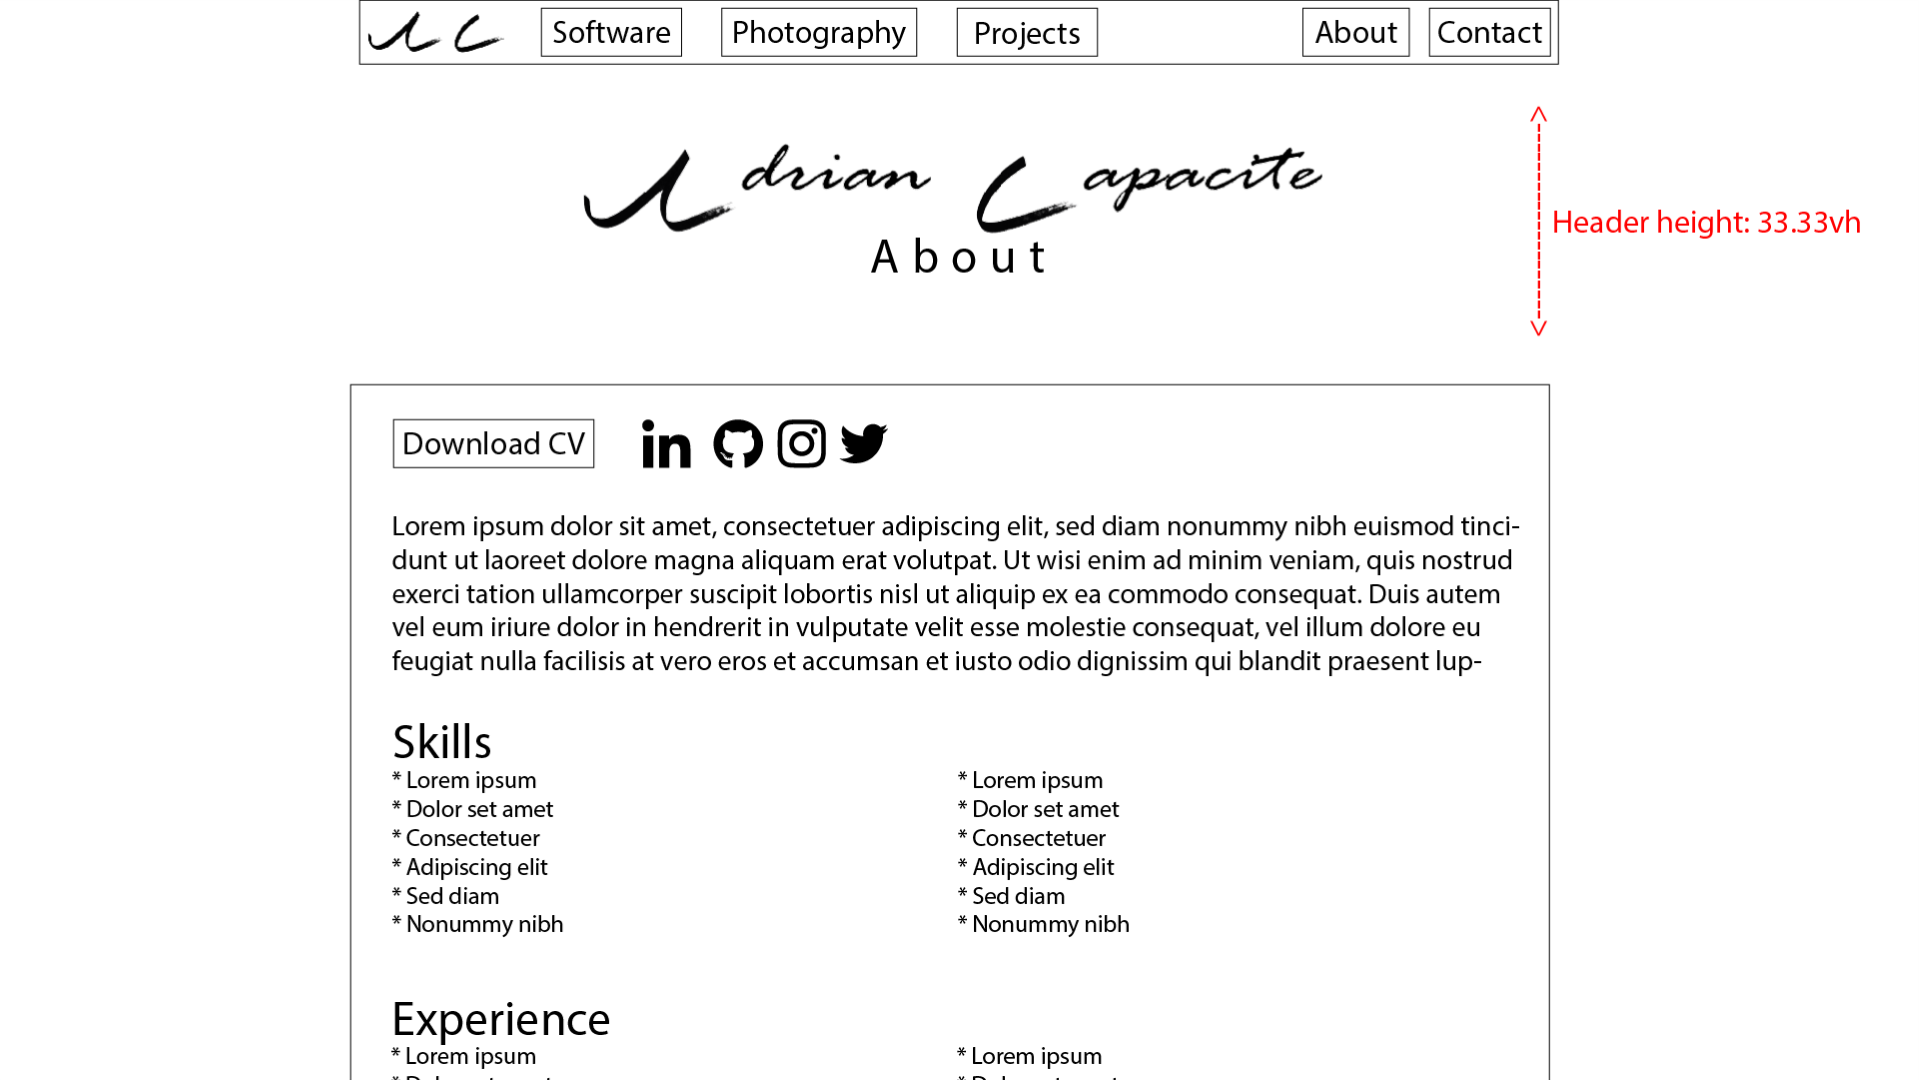 AC Software Photography Projects About Contact
Adrian Capacite
About
Header height: 33.33vh
Download CV
in
Lorem ipsum dolor sit amet, consectetuer adipiscing elit, sed diam nonummy nibh euismod tinci-
dunt ut laoreet dolore magna aliquam erat volutpat. Ut wisi enim ad minim veniam, quis nostrud
exerci tation ullamcorper suscipit lobortis nisl ut aliquip ex ea commodo consequat. Duis autem
vel eum iriure dolor in hendrerit in vulputate velit esse molestie consequat, vel illum dolore eu
feugiat nulla facilisis at vero eros et accumsan et iusto odio dignissim qui blandit praesent lup-
Skills
* Lorem ipsum
* Dolor set amet
* Consectetuer
* Adipiscing elit
* Sed diam
* Nonummy nibh
* Lorem ipsum
* Dolor set amet
* Consectetuer
* Adipiscing elit
* Sed diam
* Nonummy nibh
Experience
* Lorem ipsum
* Lorem ipsum